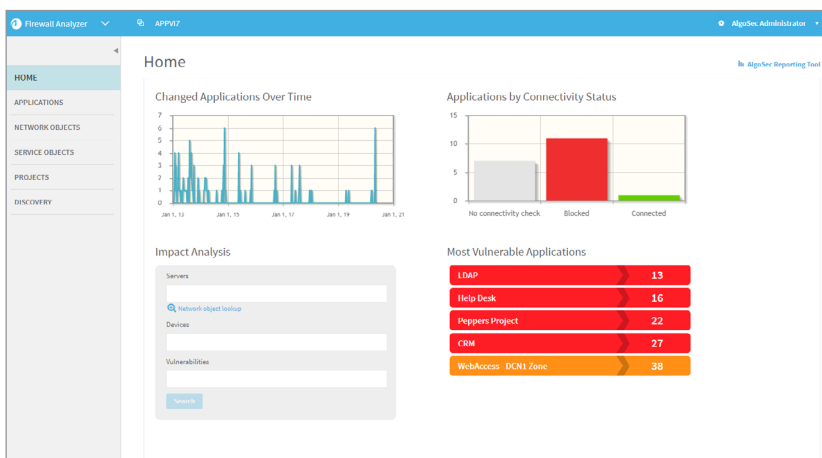 Firewall Analyzer
APPVIZ
AlgoSec Administrator
Home
AlgoSec Reporting Tool
HOME
APPLICATIONS
NETWORK OBJECTS
SERVICE OBJECTS
PROJECTS
DISCOVERY
Changed Applications Over Time
7
6
5
4
3
2
1
0
Jan 1, 13
Jan 1, 15
Jan 1, 17
Jan 1, 19
Jan 1, 21
Applications by Connectivity Status
15
10
5
0
No connectivity check
Blocked
Connected
Impact Analysis
Servers
Network object lookup
Devices
Vulnerabilities
Search
Most Vulnerable Applications
LDAP 13
Help Desk 16
Peppers Project 22
CRM 27
WebAccess - DCN1 Zone 38